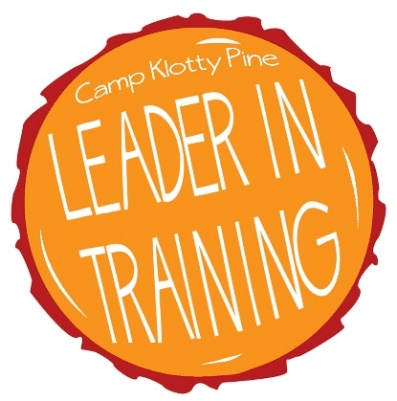 Camp Klotty Pine
LEADER IN
TRAINING